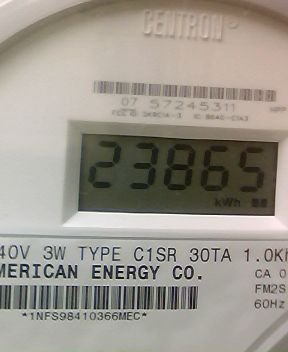 CENTRON
07 57245311
23865
kWh
40V 3W TYPE C1SR 30TA 1.0Kh
MERICAN ENERGY CO.
CA 0
FM2S
60Hz
*1NFS98410366MEC*